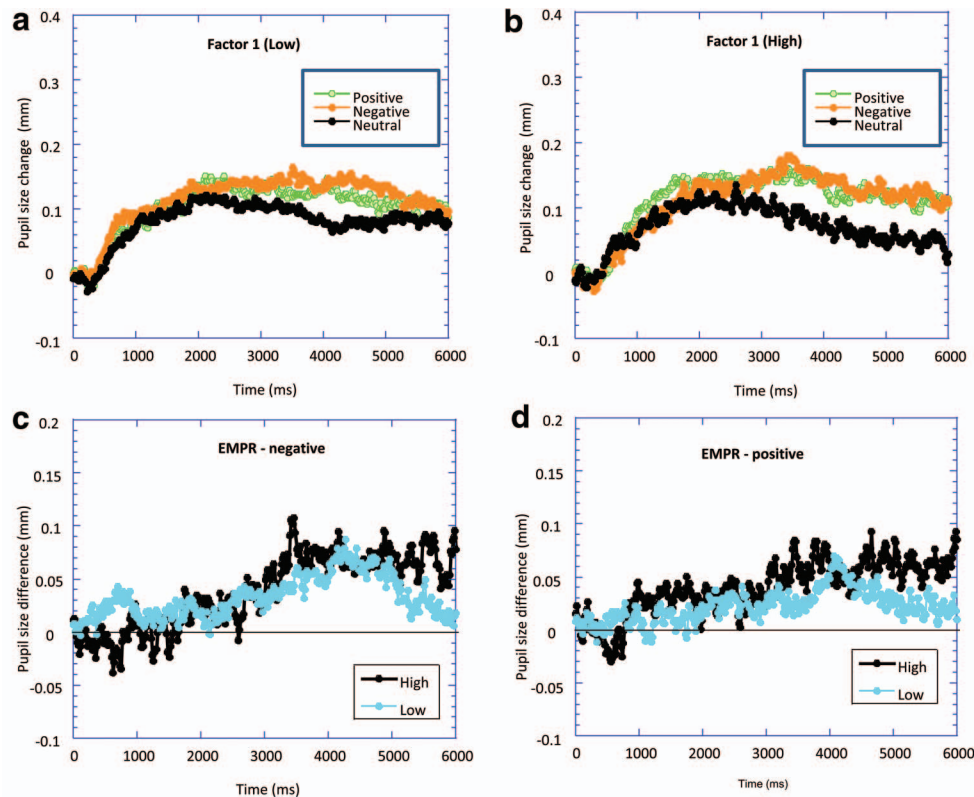 a
Factor 1 (Low)
Positive
Negative
Neutral
Pupil size change (mm)
0.4
0.3
0.2
0.1
0
-0.1
0 1000 2000 3000 4000 5000 6000
Time (ms)
b
Factor 1 (High)
Positive
Negative
Neutral
Pupil size change (mm)
0.4
0.3
0.2
0.1
0
-0.1
0 1000 2000 3000 4000 5000 6000
Time (ms)
c
EMPR - negative
Pupil size difference (mm)
0.2
0.15
0.1
0.05
0
-0.05
-0.1
High
Low
0 1000 2000 3000 4000 5000 6000
Time (ms)
d
EMPR - positive
Pupil size difference (mm)
0.2
0.15
0.1
0.05
0
-0.05
-0.1
High
Low
0 1000 2000 3000 4000 5000 6000
Time (ms)